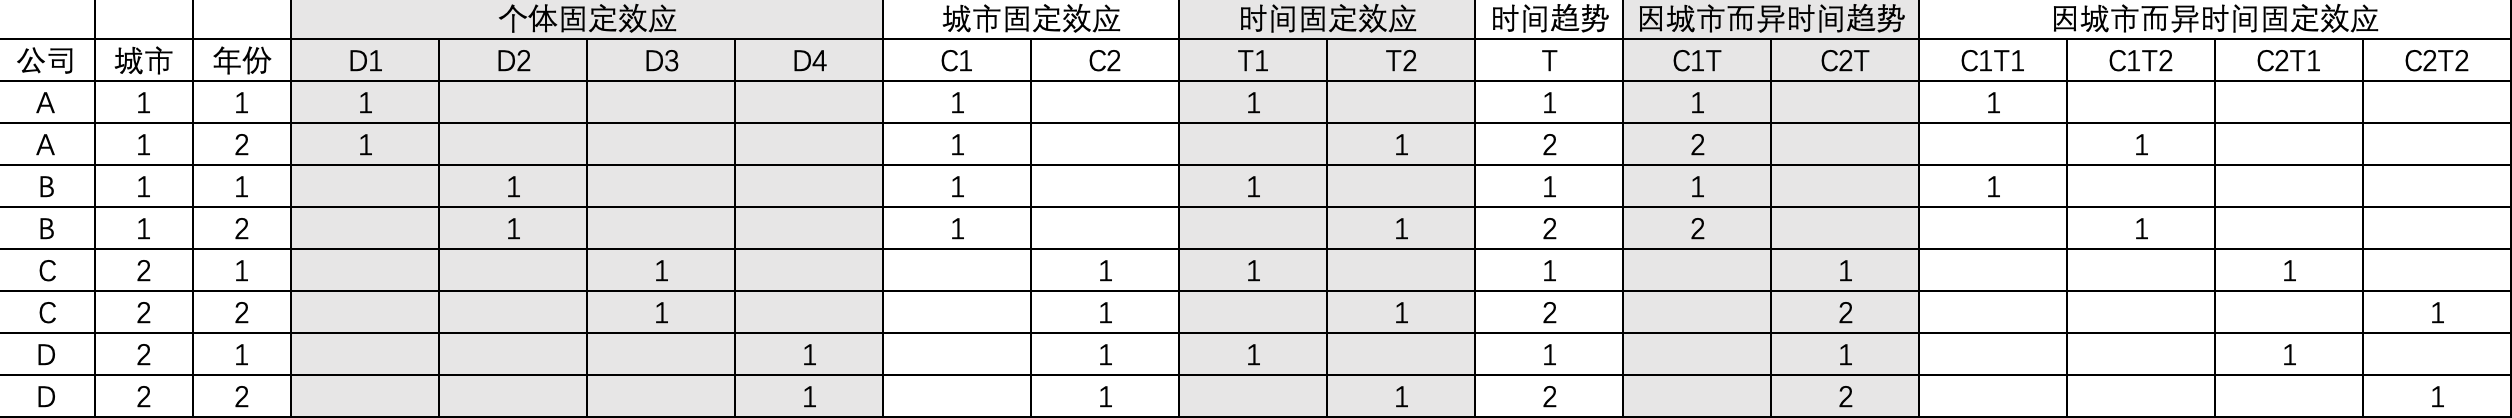 个体固定效应 城市固定效应 时间固定效应 时间趋势 因城市而异时间趋势 因城市而异时间固定效应
公司 城市 年份 D1 D2 D3 D4 C1 C2 T1 T2 T C1T C2T C1T1 C1T2 C2T1 C2T2
A 1 1 1 1 1 1 1 1
A 1 2 1 1 1 2 2 1
B 1 1 1 1 1 1 1 1
B 1 2 1 1 1 2 2 1
C 2 1 1 1 1 1 1 1
C 2 2 1 1 1 2 2 1
D 2 1 1 1 1 1 1 1
D 2 2 1 1 1 2 2 1